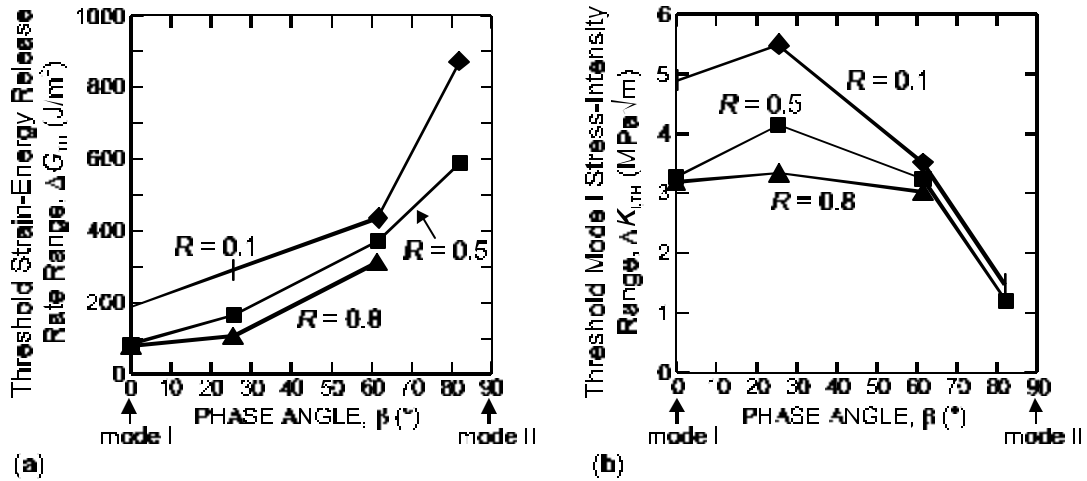 Threshold Strain-Energy Release
Rate Range, ΔG_TH (J/m²)
1000
800
600
400
200
0
R = 0.1
R = 0.5
R = 0.8
0 10 20 30 40 50 60 70 80 90
PHASE ANGLE, β (°)
mode I
mode II
(a)
Threshold Mode I Stress-Intensity
Range, ΔK_I,TH (MPa√m)
6
5
4
3
2
1
0
R = 0.1
R = 0.5
R = 0.8
0 10 20 30 40 50 60 70 80 90
PHASE ANGLE, β (°)
mode I
mode II
(b)